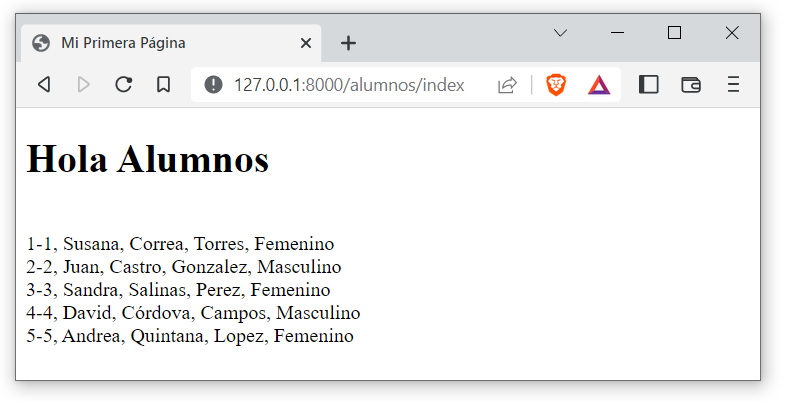 Mi Primera Página
127.0.0.1:8000/alumnos/index
Hola Alumnos
1-1, Susana, Correa, Torres, Femenino
2-2, Juan, Castro, Gonzalez, Masculino
3-3, Sandra, Salinas, Perez, Femenino
4-4, David, Córdova, Campos, Masculino
5-5, Andrea, Quintana, Lopez, Femenino